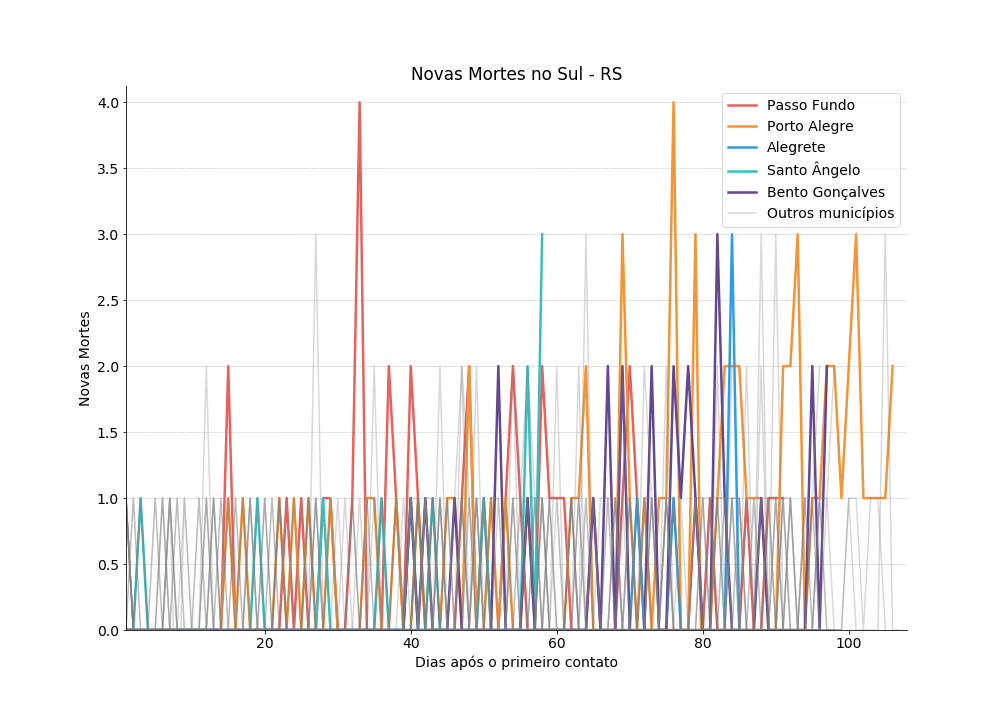 Novas Mortes no Sul - RS
Passo Fundo
Porto Alegre
Alegrete
Santo Ângelo
Bento Gonçalves
Outros municípios
Novas Mortes
4.0
3.5
3.0
2.5
2.0
1.5
1.0
0.5
0.0
20 40 60 80 100
Dias após o primeiro contato